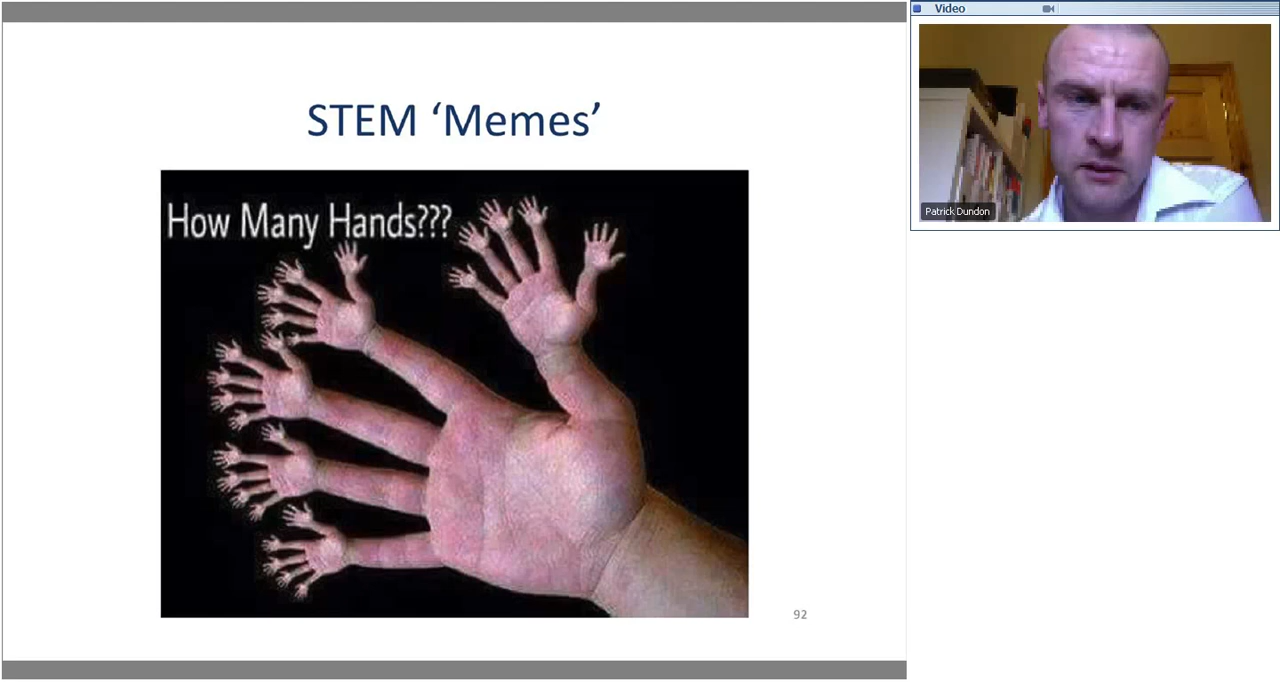 STEM ‘Memes’
How Many Hands???
92
Video
Patrick Dundon